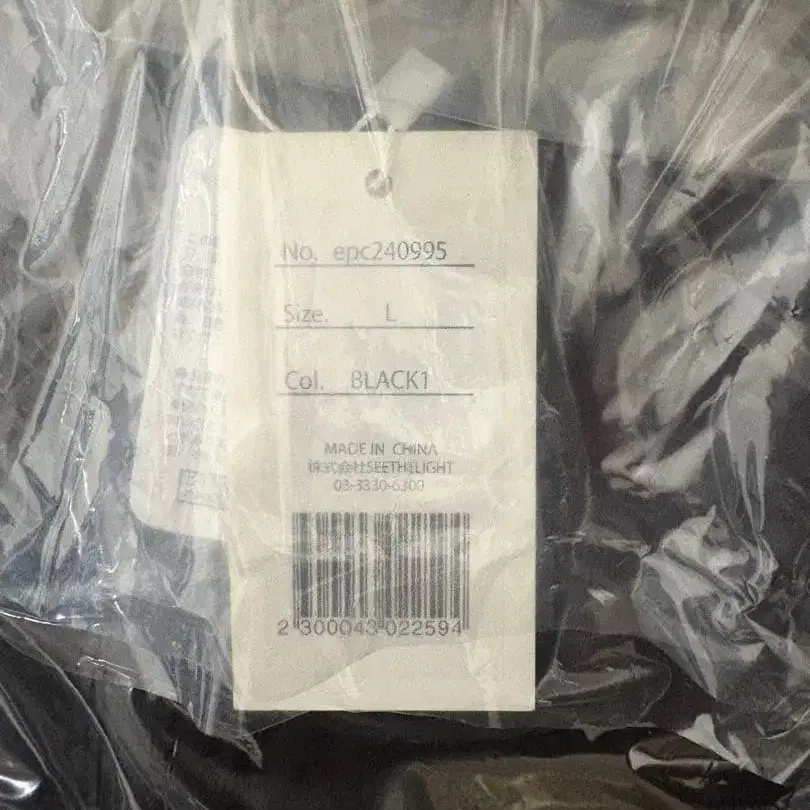 No. epc240995
Size. L
Col. BLACK1
MADE IN CHINA
株式会社SEETHELIGHT
03-3830-6300
2 300043 022594